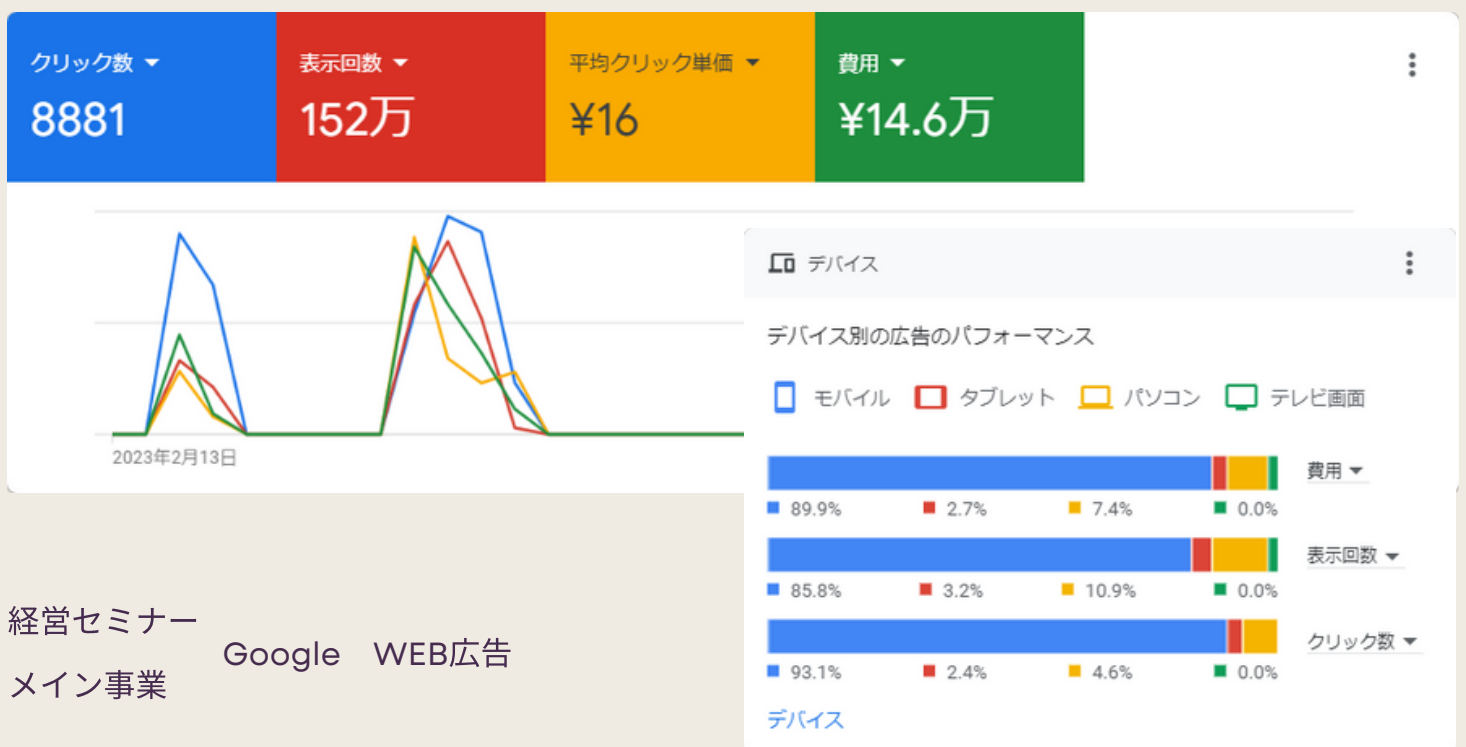 クリック数
8881
表示回数
152万
平均クリック単価
¥16
費用
¥14.6万
2023年2月13日
デバイス
デバイス別の広告のパフォーマンス
モバイル タブレット パソコン テレビ画面
費用
89.9% 2.7% 7.4% 0.0%
表示回数
85.8% 3.2% 10.9% 0.0%
クリック数
93.1% 2.4% 4.6% 0.0%
デバイス
経営セミナー
メイン事業
Google WEB広告